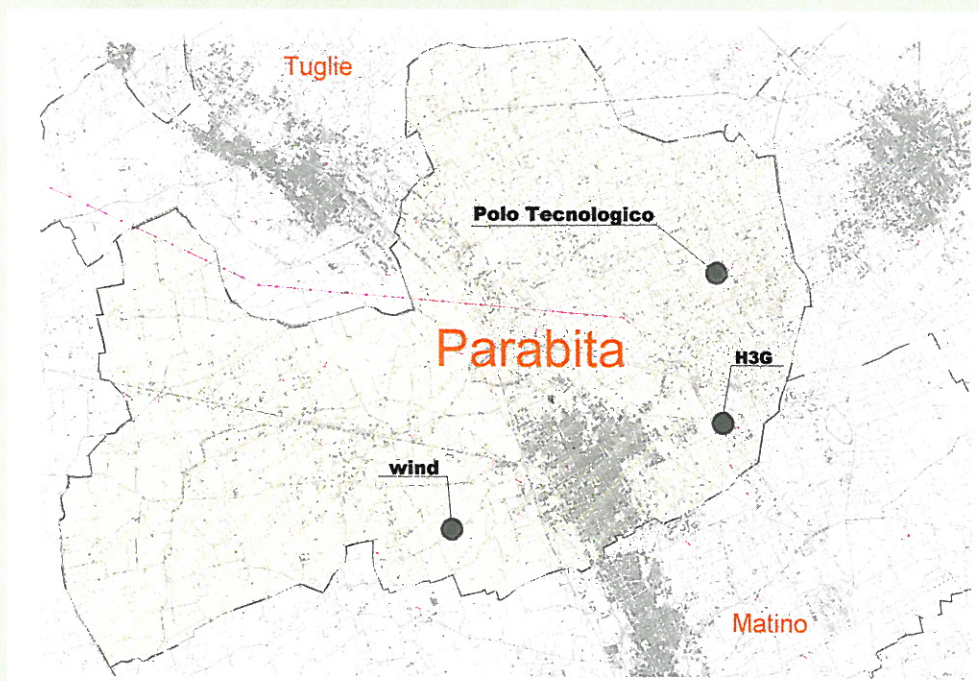 Tuglie
Polo Tecnologico
Parabita
H3G
wind
Matino